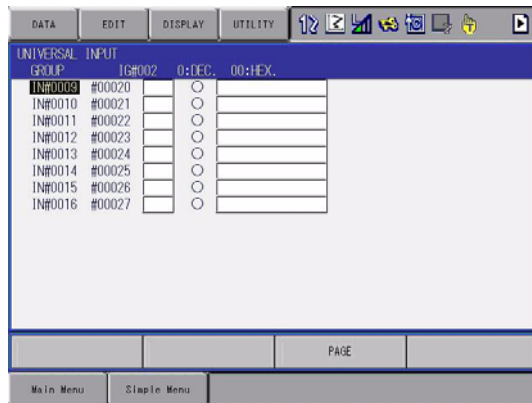 DATA EDIT DISPLAY UTILITY
UNIVERSAL INPUT
GROUP IG#002 0:DEC. 00:HEX.
IN#0009 #00020
IN#0010 #00021
IN#0011 #00022
IN#0012 #00023
IN#0013 #00024
IN#0014 #00025
IN#0015 #00026
IN#0016 #00027
PAGE
Main Menu Simple Menu